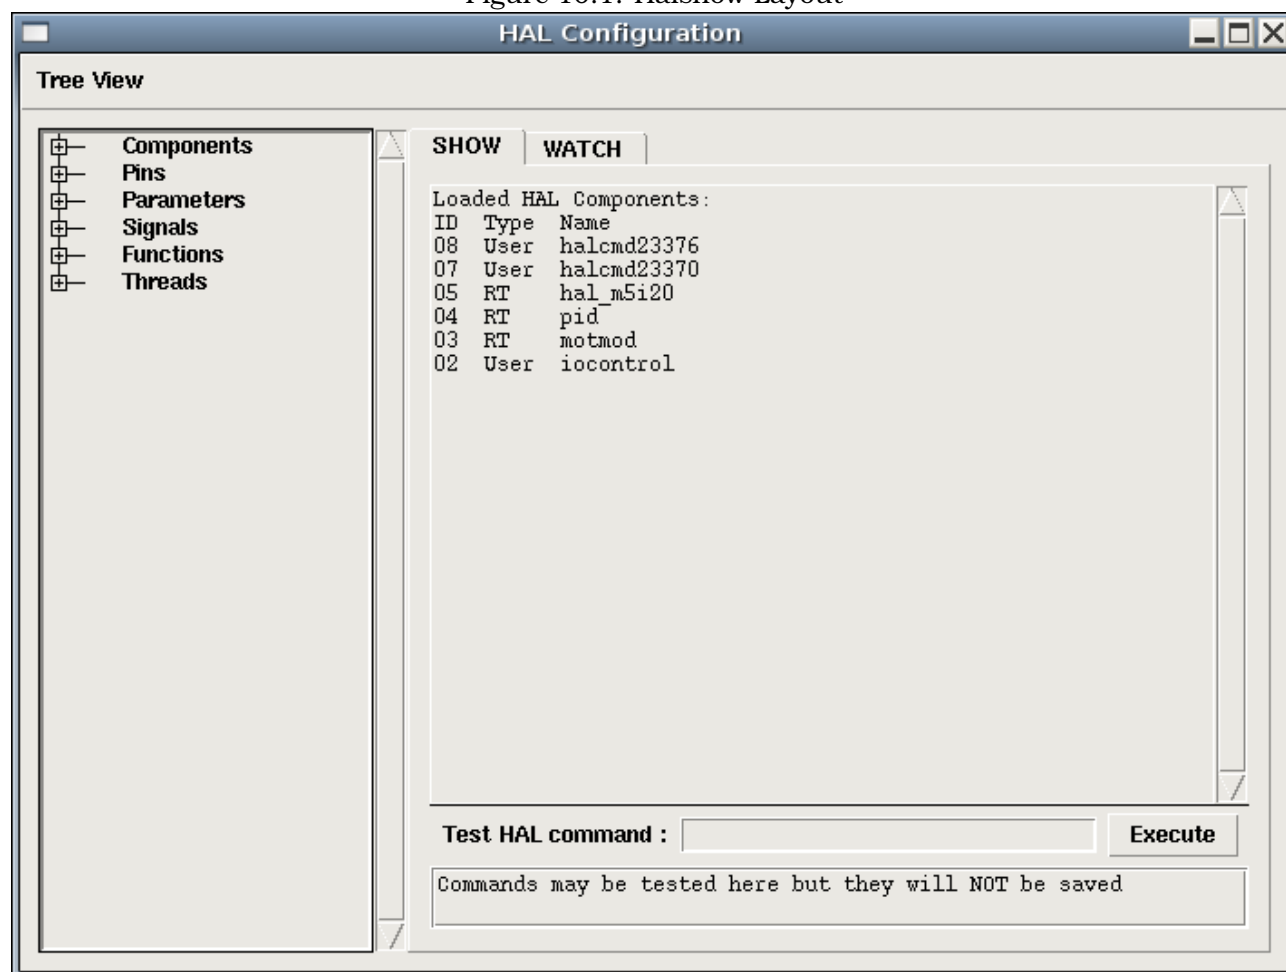 Figure 16.1: Halshow Layout
HAL Configuration
Tree View
Components
Pins
Parameters
Signals
Functions
Threads
SHOW WATCH
Loaded HAL Components:
ID Type Name
08 User halcmd23376
07 User halcmd23370
05 RT hal_m5i20
04 RT pid
03 RT motmod
02 User iocontrol
Test HAL command : Execute
Commands may be tested here but they will NOT be saved